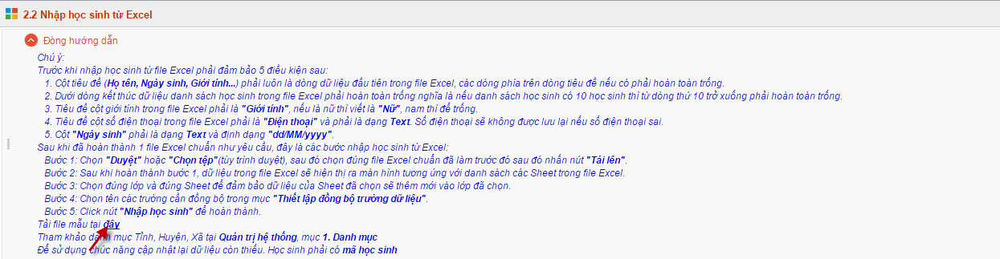 2.2 Nhập học sinh từ Excel
Đóng hướng dẫn
Chú ý:
Trước khi nhập học sinh từ file Excel phải đảm bảo 5 điều kiện sau:
1. Cột tiêu đề (Họ tên, Ngày sinh, Giới tính...) phải luôn là dòng dữ liệu đầu tiên trong file Excel, các dòng phía trên dòng tiêu đề nếu có phải hoàn toàn trống.
2. Dưới dòng kết thúc dữ liệu danh sách học sinh trong file Excel phải hoàn toàn trống nghĩa là nếu danh sách học sinh có 10 học sinh thì từ dòng thứ 10 trở xuống phải hoàn toàn trống.
3. Tiêu đề cột giới tính trong file Excel phải là "Giới tính", nếu là nữ thì viết là "Nữ", nam thì để trống.
4. Tiêu đề cột số điện thoại trong file Excel phải là "Điện thoại" và phải là dạng Text. Số điện thoại sẽ không được lưu lại nếu số điện thoại sai.
5. Cột "Ngày sinh" phải là dạng Text và định dạng "dd/MM/yyyy".
Sau khi đã hoàn thành 1 file Excel chuẩn như yêu cầu, đây là các bước nhập học sinh từ Excel:
Bước 1: Chọn "Duyệt" hoặc "Chọn tệp"(tùy trình duyệt), sau đó chọn đúng file Excel chuẩn đã làm trước đó sau đó nhấn nút "Tải lên".
Bước 2: Sau khi hoàn thành bước 1, dữ liệu trong file Excel sẽ hiện thị ra màn hình tương ứng với danh sách các Sheet trong file Excel.
Bước 3: Chọn đúng lớp và đúng Sheet để đảm bảo dữ liệu của Sheet đã chọn sẽ thêm mới vào lớp đã chọn.
Bước 4: Chọn tên các trường cần đồng bộ trong mục "Thiết lập đồng bộ trường dữ liệu".
Bước 5: Click nút "Nhập học sinh" để hoàn thành.
Tải file mẫu tại đây
Tham khảo danh mục Tỉnh, Huyện, Xã tại Quản trị hệ thống, mục 1. Danh mục
Để sử dụng chức năng cập nhật lại dữ liệu còn thiếu. Học sinh phải có mã học sinh